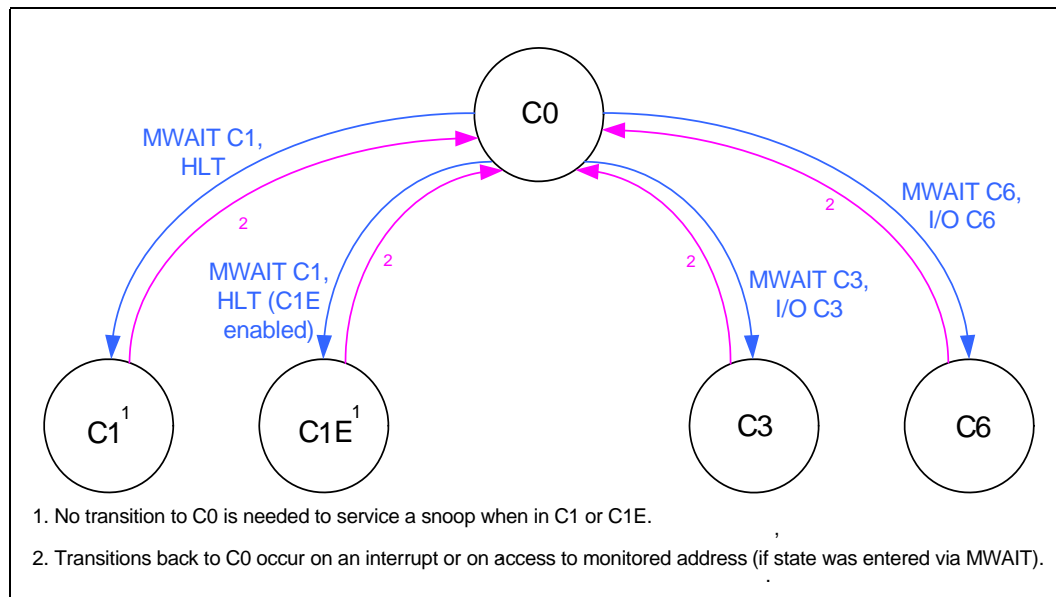 C0
MWAIT C1,
HLT
2
MWAIT C1,
HLT (C1E
enabled)
2
2
MWAIT C3,
I/O C3
2
MWAIT C6,
I/O C6
C1 1
C1E 1
C3
C6
1. No transition to C0 is needed to service a snoop when in C1 or C1E.
,
2. Transitions back to C0 occur on an interrupt or on access to monitored address (if state was entered via MWAIT).
.